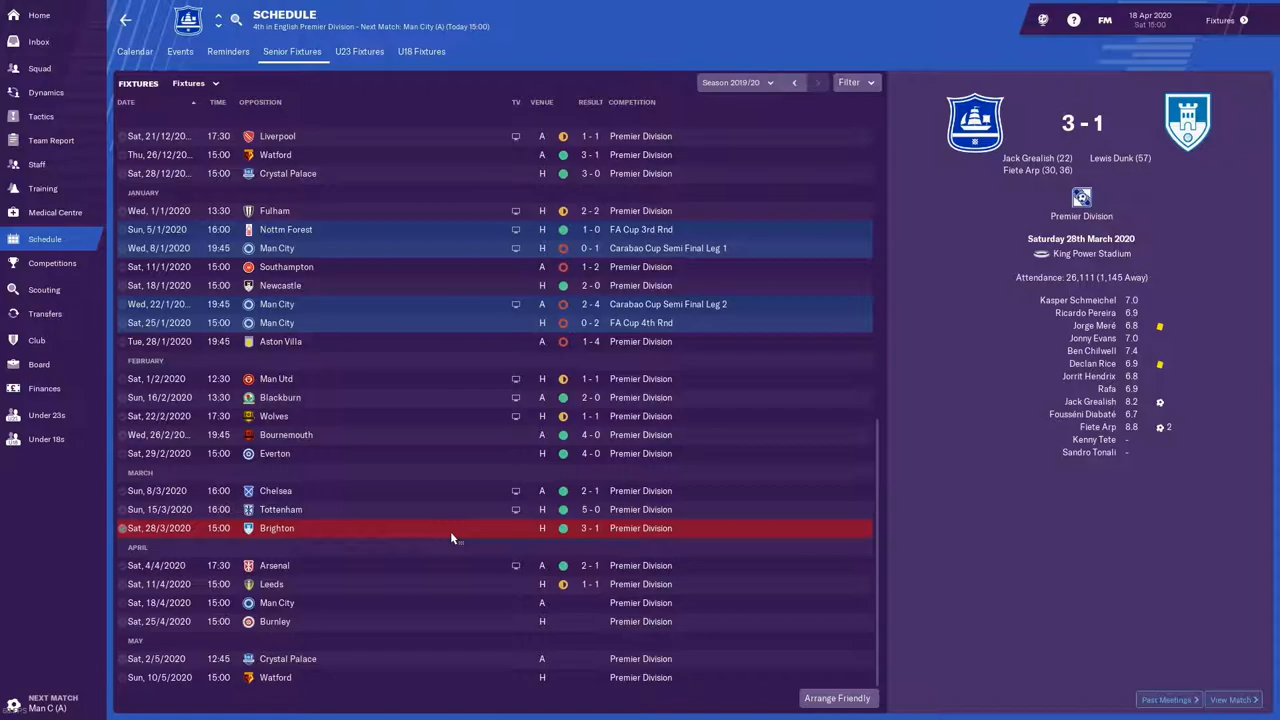 Home
Inbox
Squad
Dynamics
Tactics
Team Report
Staff
Training
Medical Centre
Schedule
Competitions
Scouting
Transfers
Club
Board
Finances
Under 23s
Under 18s
NEXT MATCH
Man C (A)
SCHEDULE
4th in English Premier Division - Next Match: Man City (A) (Today 15:00)
FM
18 Apr 2020
Sat 15:00
Fixtures
Calendar Events Reminders Senior Fixtures U23 Fixtures U18 Fixtures
FIXTURES Fixtures Season 2019/20 Filter
DATE TIME OPPOSITION TV VENUE RESULT COMPETITION
Sat, 21/12/20... 17:30 Liverpool A 1 - 1 Premier Division
Thu, 26/12/20... 15:00 Watford A 3 - 1 Premier Division
Sat, 28/12/20... 15:00 Crystal Palace H 3 - 0 Premier Division
JANUARY
Wed, 1/1/2020 13:30 Fulham H 2 - 2 Premier Division
Sun, 5/1/2020 16:00 Nottm Forest H 1 - 0 FA Cup 3rd Rnd
Wed, 8/1/2020 19:45 Man City H 0 - 1 Carabao Cup Semi Final Leg 1
Sat, 11/1/2020 15:00 Southampton A 1 - 2 Premier Division
Sat, 18/1/2020 15:00 Newcastle H 2 - 0 Premier Division
Wed, 22/1/20... 19:45 Man City A 2 - 4 Carabao Cup Semi Final Leg 2
Sat, 25/1/2020 15:00 Man City H 0 - 2 FA Cup 4th Rnd
Tue, 28/1/2020 19:45 Aston Villa A 1 - 4 Premier Division
FEBRUARY
Sat, 1/2/2020 12:30 Man Utd H 1 - 1 Premier Division
Sun, 16/2/2020 13:30 Blackburn A 2 - 0 Premier Division
Sat, 22/2/2020 17:30 Wolves H 1 - 1 Premier Division
Wed, 26/2/20... 19:45 Bournemouth A 4 - 0 Premier Division
Sat, 29/2/2020 15:00 Everton H 4 - 0 Premier Division
MARCH
Sun, 8/3/2020 16:00 Chelsea A 2 - 1 Premier Division
Sun, 15/3/2020 16:00 Tottenham H 5 - 0 Premier Division
Sat, 28/3/2020 15:00 Brighton H 3 - 1 Premier Division
APRIL
Sat, 4/4/2020 17:30 Arsenal A 2 - 1 Premier Division
Sat, 11/4/2020 15:00 Leeds H 1 - 1 Premier Division
Sat, 18/4/2020 15:00 Man City A Premier Division
Sat, 25/4/2020 15:00 Burnley H Premier Division
MAY
Sat, 2/5/2020 12:45 Crystal Palace A Premier Division
Sun, 10/5/2020 15:00 Watford H Premier Division
Arrange Friendly
3 - 1
Jack Grealish (22) Lewis Dunk (57)
Fiete Arp (30, 36)
Premier Division
Saturday 28th March 2020
King Power Stadium
Attendance: 26,111 (1,145 Away)
Kasper Schmeichel 7.0
Ricardo Pereira 6.9
Jorge Meré 6.8
Jonny Evans 7.0
Ben Chilwell 7.4
Declan Rice 6.9
Jorrit Hendrix 6.8
Rafa 6.9
Jack Grealish 8.2
Fousséni Diabaté 6.7
Fiete Arp 8.8 2
Kenny Tete -
Sandro Tonali -
Past Meetings View Match